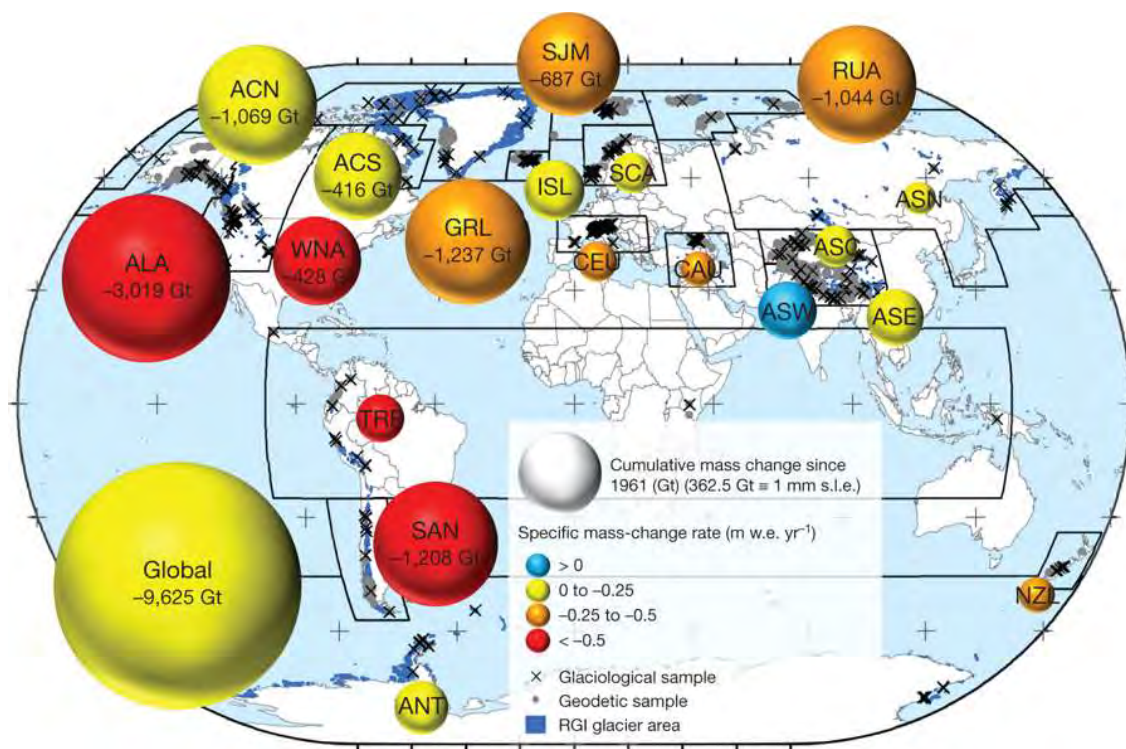 ACN
−1,069 Gt
SJM
−687 Gt
RUA
−1,044 Gt
ACS
−416 Gt
ISL
SCA
ASN
ALA
−3,019 Gt
WNA
−428 G
GRL
−1,237 Gt
CEU
CAU
ASC
ASW
ASE
TRP
Global
−9,625 Gt
SAN
−1,208 Gt
ANT
NZL
Cumulative mass change since
1961 (Gt) (362.5 Gt ≡ 1 mm s.l.e.)
Specific mass-change rate (m w.e. yr⁻¹)
> 0
0 to −0.25
−0.25 to −0.5
< −0.5
Glaciological sample
Geodetic sample
RGI glacier area